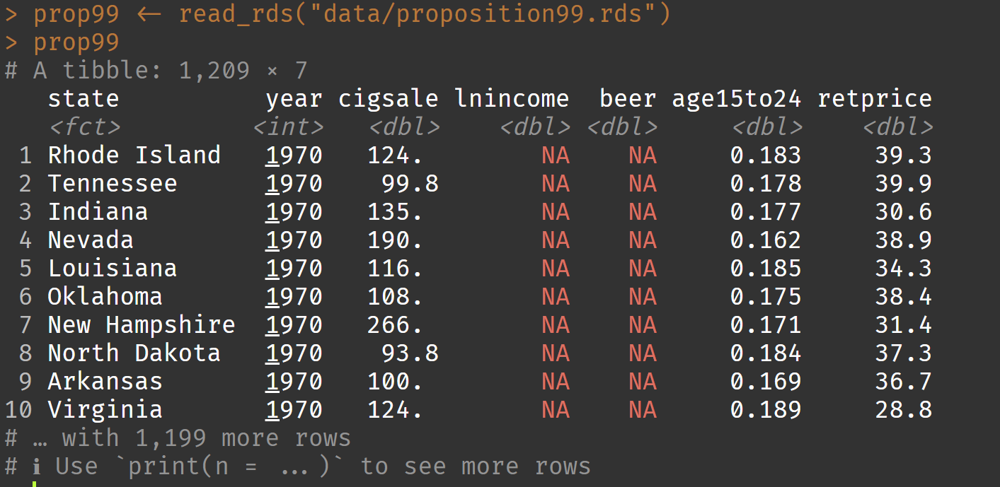 > prop99 <- read_rds("data/proposition99.rds")
> prop99
# A tibble: 1,209 × 7
   state          year cigsale lnincome  beer age15to24 retprice
   <fct>         <int>   <dbl>    <dbl> <dbl>     <dbl>    <dbl>
 1 Rhode Island   1970   124.        NA    NA     0.183     39.3
 2 Tennessee      1970    99.8       NA    NA     0.178     39.9
 3 Indiana        1970   135.        NA    NA     0.177     30.6
 4 Nevada         1970   190.        NA    NA     0.162     38.9
 5 Louisiana      1970   116.        NA    NA     0.185     34.3
 6 Oklahoma       1970   108.        NA    NA     0.175     38.4
 7 New Hampshire  1970   266.        NA    NA     0.171     31.4
 8 North Dakota   1970    93.8       NA    NA     0.184     37.3
 9 Arkansas       1970   100.        NA    NA     0.169     36.7
10 Virginia       1970   124.        NA    NA     0.189     28.8
# … with 1,199 more rows
# ℹ Use `print(n = ...)` to see more rows